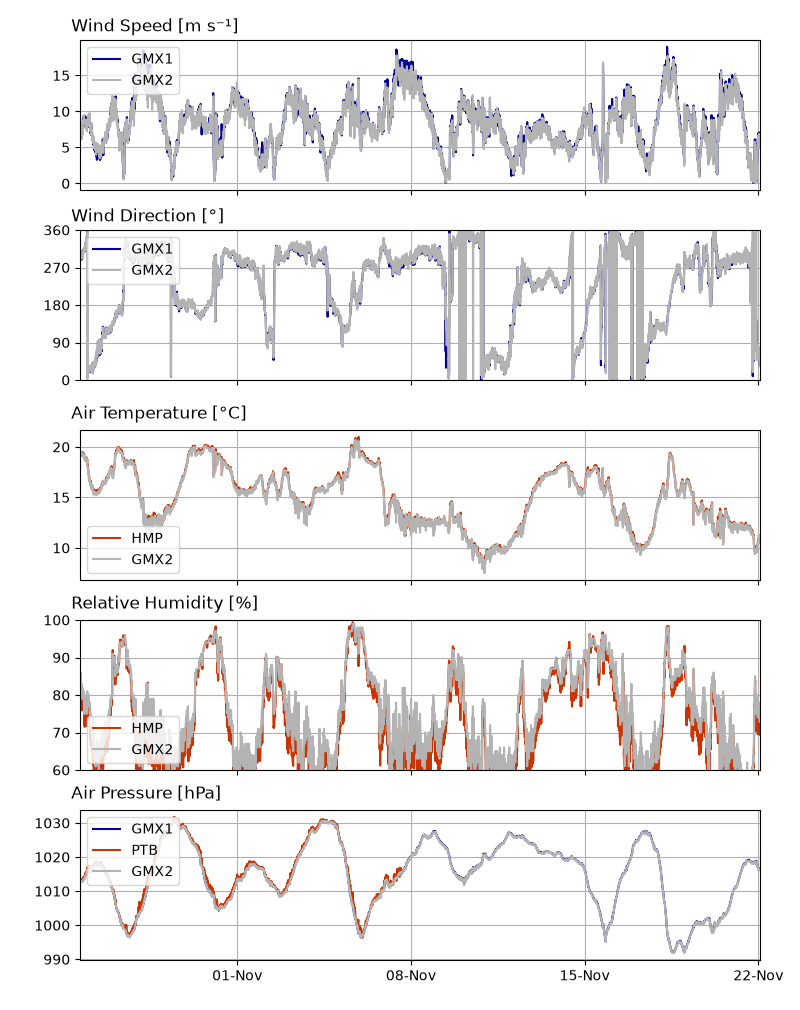 Wind Speed [m s⁻¹]
GMX1
GMX2
15
10
5
0
Wind Direction [°]
GMX1
GMX2
360
270
180
90
0
Air Temperature [°C]
20
15
10
HMP
GMX2
Relative Humidity [%]
100
90
80
70
60
HMP
GMX2
Air Pressure [hPa]
GMX1
PTB
GMX2
1030
1020
1010
1000
990
01-Nov 08-Nov 15-Nov 22-Nov